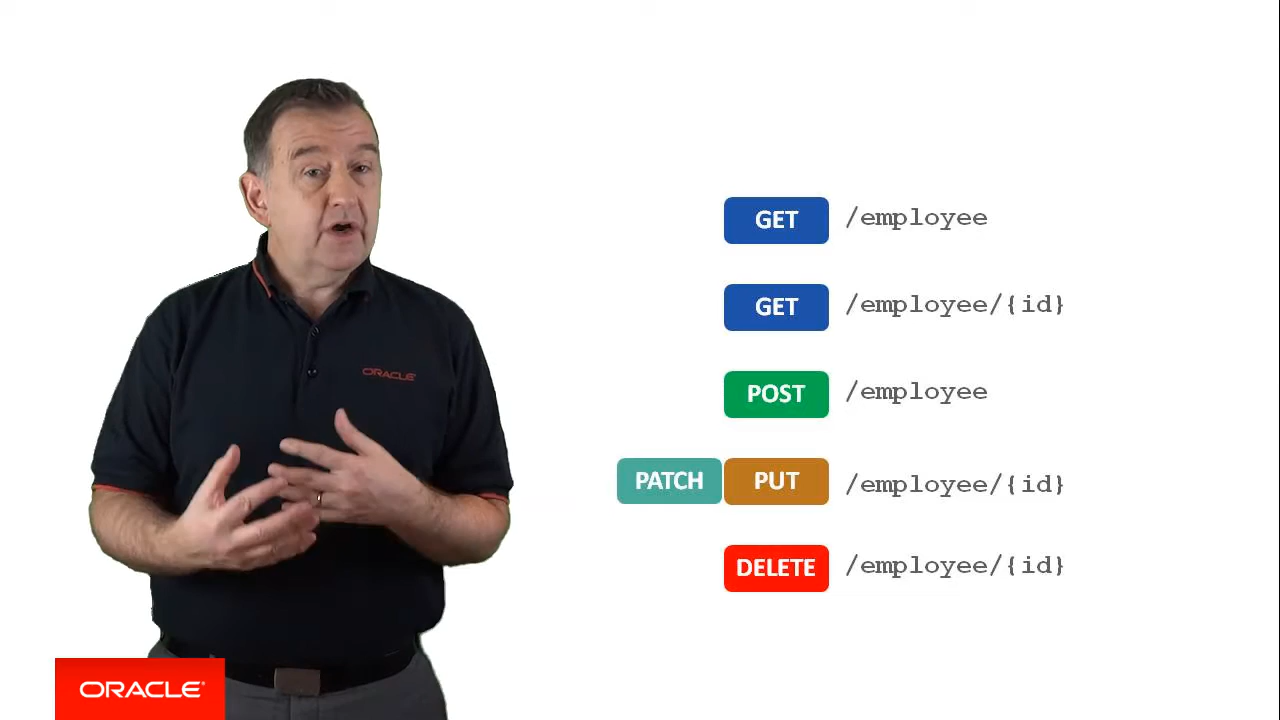 GET /employee
GET /employee/{id}
ORACLE
POST /employee
PATCH PUT /employee/{id}
DELETE /employee/{id}
ORACLE